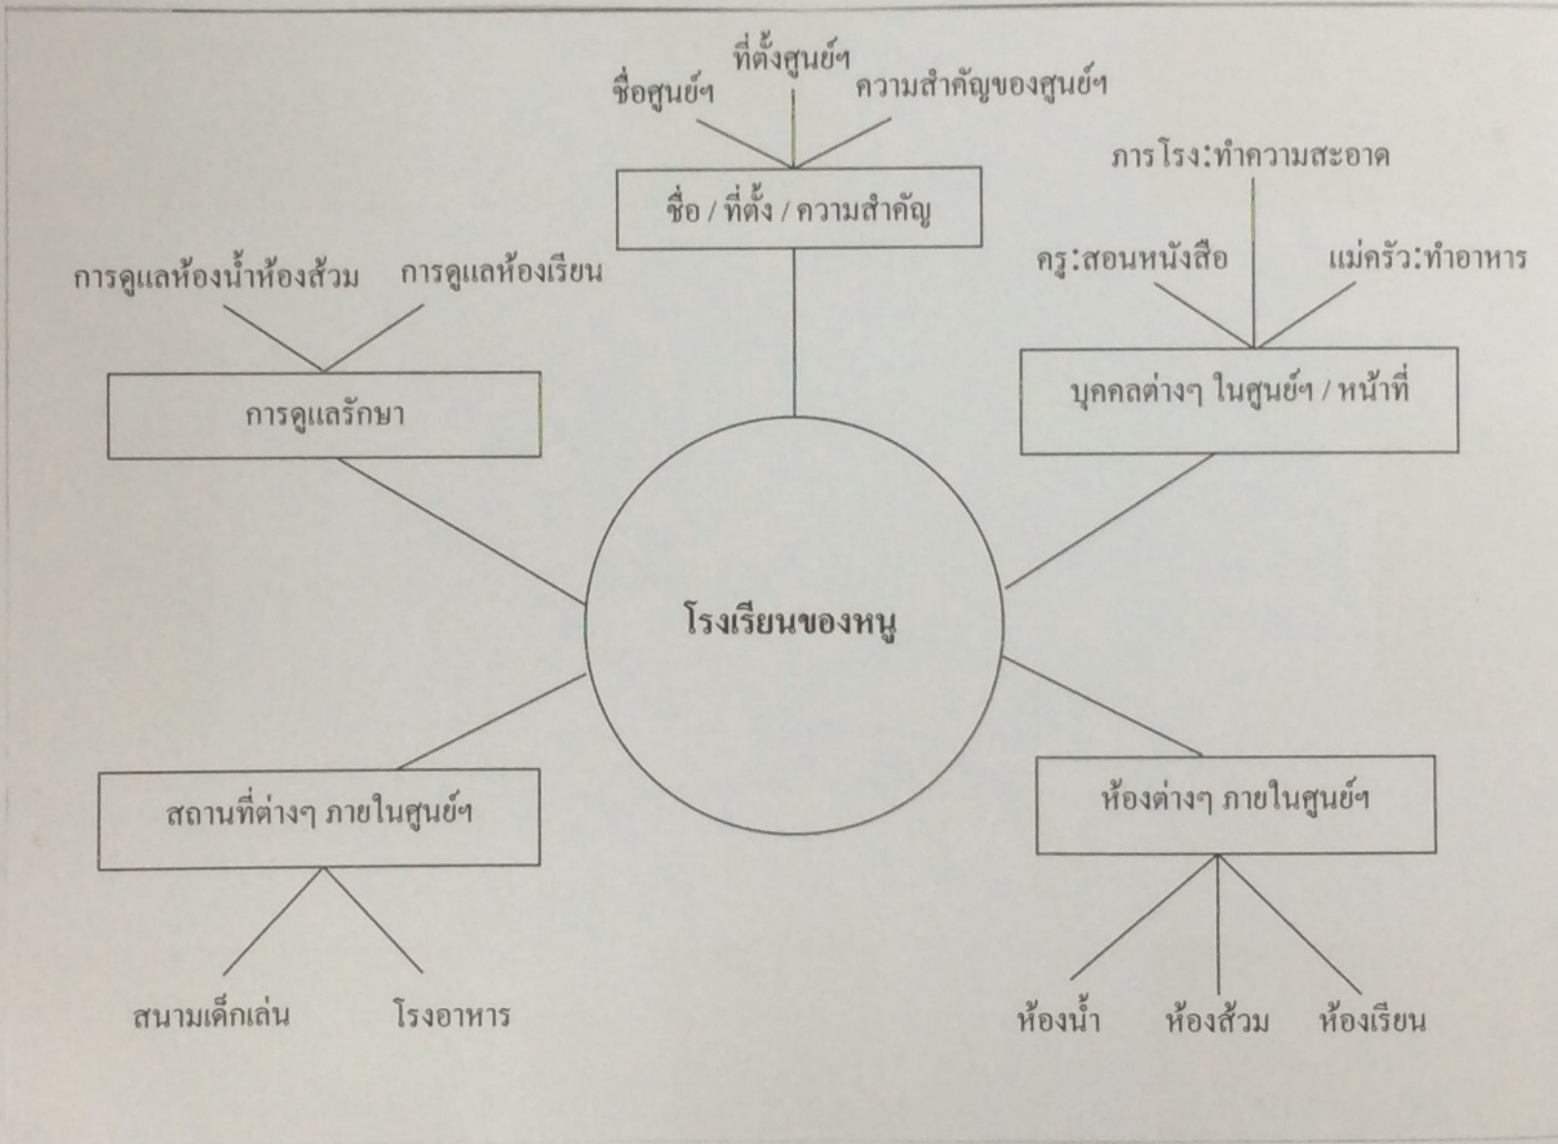 ที่ตั้งศูนย์ฯ
ชื่อศูนย์ฯ
ความสำคัญของศูนย์ฯ
ชื่อ / ที่ตั้ง / ความสำคัญ
ภารโรง:ทำความสะอาด
ครู:สอนหนังสือ
แม่ครัว:ทำอาหาร
บุคคลต่างๆ ในศูนย์ฯ / หน้าที่
การดูแลห้องน้ำห้องส้วม
การดูแลห้องเรียน
การดูแลรักษา
โรงเรียนของหนู
สถานที่ต่างๆ ภายในศูนย์ฯ
สนามเด็กเล่น
โรงอาหาร
ห้องต่างๆ ภายในศูนย์ฯ
ห้องน้ำ
ห้องส้วม
ห้องเรียน